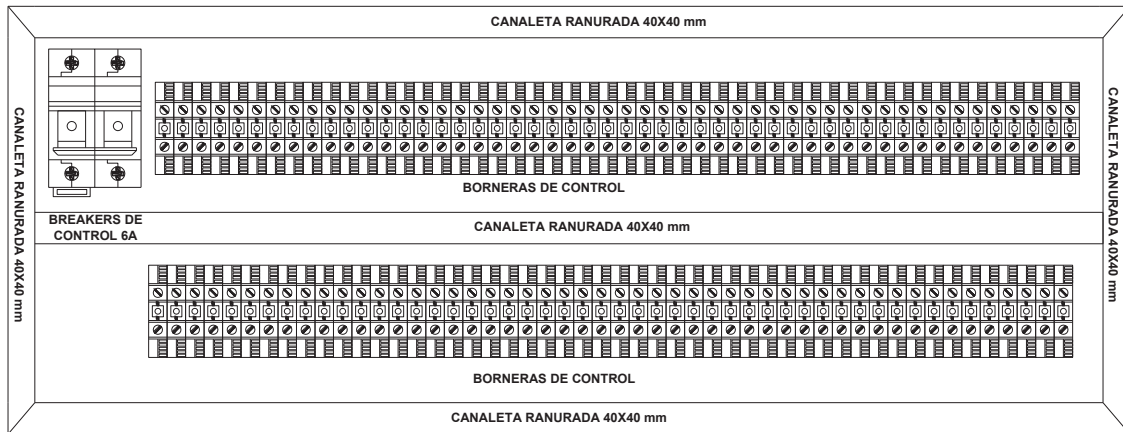 CANALETA RANURADA 40X40 mm
CANALETA RANURADA 40X40 mm
CANALETA RANURADA 40X40 mm
BORNERAS DE CONTROL
BREAKERS DE
CONTROL 6A
CANALETA RANURADA 40X40 mm
BORNERAS DE CONTROL
CANALETA RANURADA 40X40 mm